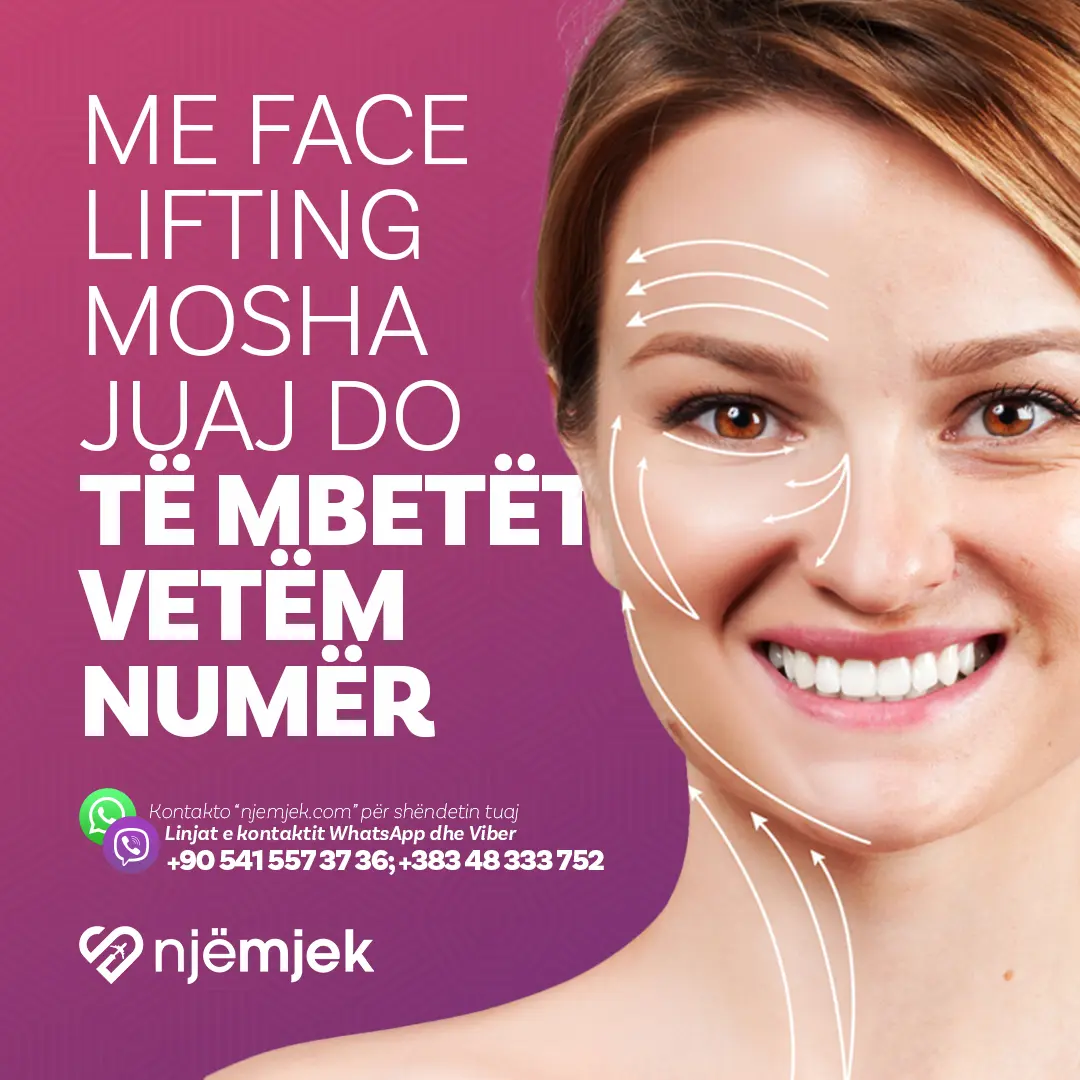 ME FACE
LIFTING
MOSHA
JUAJ DO
TË MBETËT
VETËM
NUMËR
Kontakto “njemjek.com” për shëndetin tuaj
Linjat e kontaktit WhatsApp dhe Viber
+90 541 557 37 36; +383 48 333 752
njëmjek